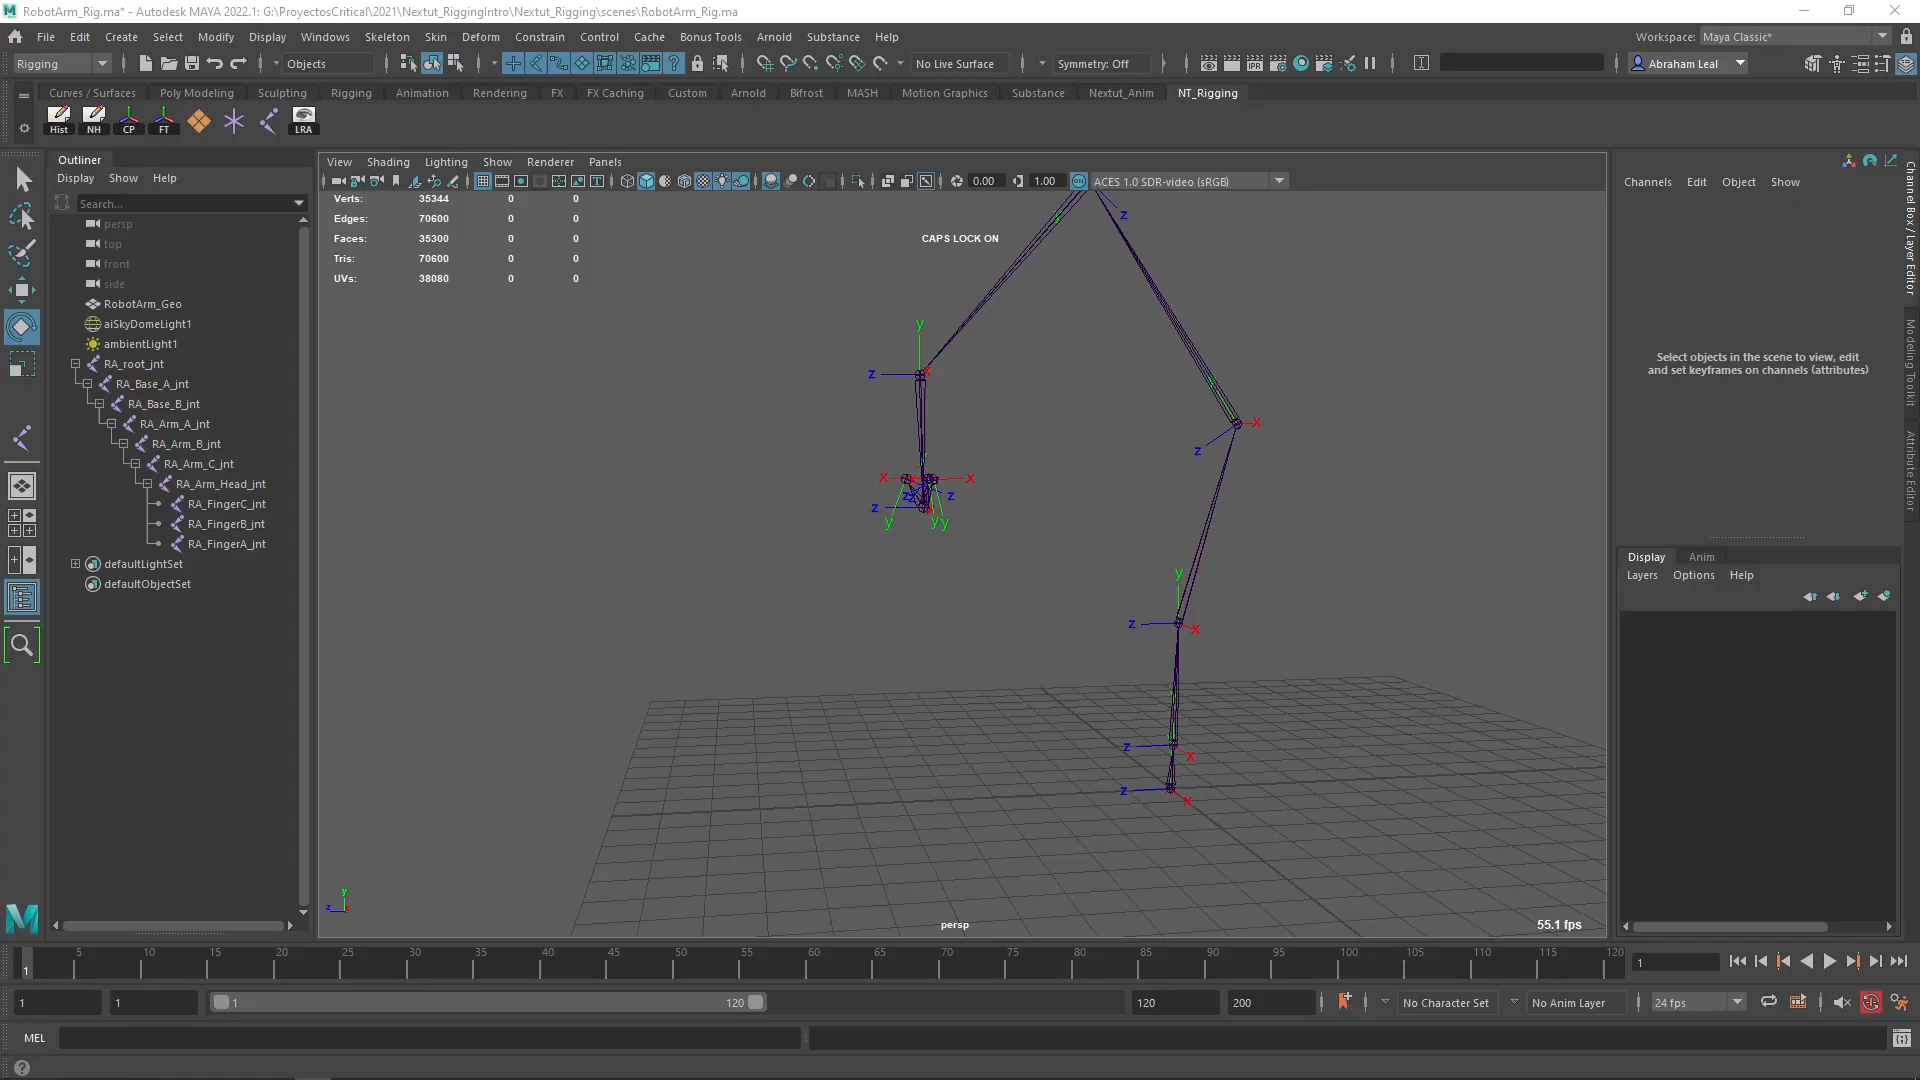 RobotArm_Rig.ma* - Autodesk MAYA 2022.1: G:\ProyectosCritical\2021\Nextut_RiggingIntro\Nextut_Rigging\scenes\RobotArm_Rig.ma
File Edit Create Select Modify Display Windows Skeleton Skin Deform Constrain Control Cache Bonus Tools Arnold Substance Help Workspace: Maya Classic*
Rigging Objects No Live Surface Symmetry: Off Abraham Leal
Curves / Surfaces Poly Modeling Sculpting Rigging Animation Rendering FX FX Caching Custom Arnold Bifrost MASH Motion Graphics Substance Nextut_Anim NT_Rigging
Hist NH CP FT LRA
Outliner
Display Show Help
Search...
persp
top
front
side
RobotArm_Geo
aiSkyDomeLight1
ambientLight1
RA_root_jnt
RA_Base_A_jnt
RA_Base_B_jnt
RA_Arm_A_jnt
RA_Arm_B_jnt
RA_Arm_C_jnt
RA_Arm_Head_jnt
RA_FingerC_jnt
RA_FingerB_jnt
RA_FingerA_jnt
defaultLightSet
defaultObjectSet
View Shading Lighting Show Renderer Panels
0.00 1.00 ACES 1.0 SDR-video (sRGB)
Verts: 35344 0 0
Edges: 70600 0 0
Faces: 35300 0 0
Tris: 70600 0 0
UVs: 38080 0 0
CAPS LOCK ON
z
y
y
z x
y
x
z
y
x x x
z z z
z x
y y y
y
z x
y
z x
z x
y
z
persp
55.1 fps
Channels Edit Object Show
Select objects in the scene to view, edit
and set keyframes on channels (attributes)
Channel Box / Layer Editor
Modeling Toolkit
Attribute Editor
Display Anim
Layers Options Help
5 10 15 20 25 30 35 40 45 50 55 60 65 70 75 80 85 90 95 100 105 110 115 120
1 1
1 1 1 120 120 200 No Character Set No Anim Layer 24 fps
MEL